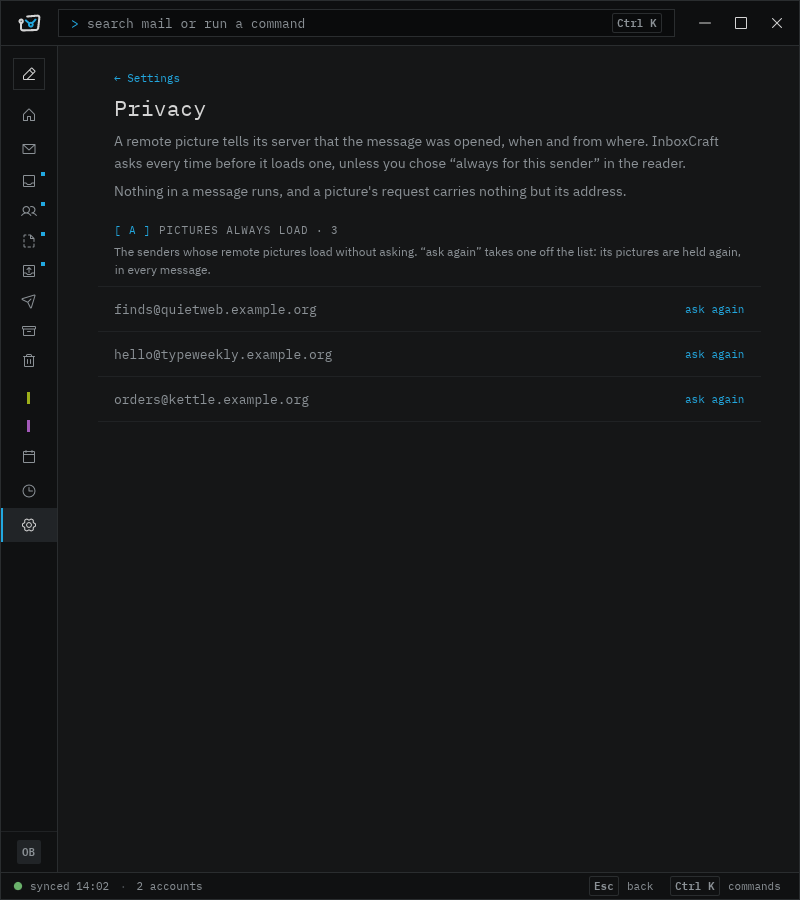 > search mail or run a command
Ctrl K
← Settings
Privacy
A remote picture tells its server that the message was opened, when and from where. InboxCraft
asks every time before it loads one, unless you chose “always for this sender” in the reader.
Nothing in a message runs, and a picture's request carries nothing but its address.
[ A ] PICTURES ALWAYS LOAD · 3
The senders whose remote pictures load without asking. “ask again” takes one off the list: its pictures are held again,
in every message.
finds@quietweb.example.org
ask again
hello@typeweekly.example.org
ask again
orders@kettle.example.org
ask again
OB
synced 14:02 · 2 accounts
Esc back Ctrl K commands